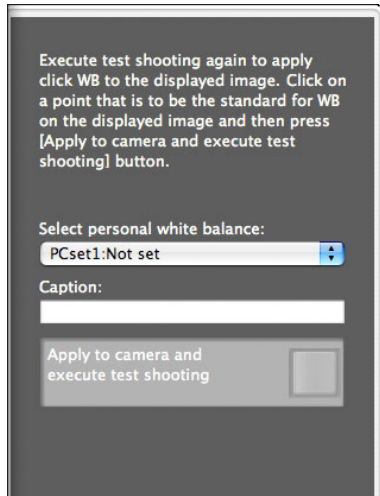 Execute test shooting again to apply
click WB to the displayed image. Click on
a point that is to be the standard for WB
on the displayed image and then press
[Apply to camera and execute test
shooting] button.
Select personal white balance:
PCset1:Not set
Caption:
Apply to camera and
execute test shooting